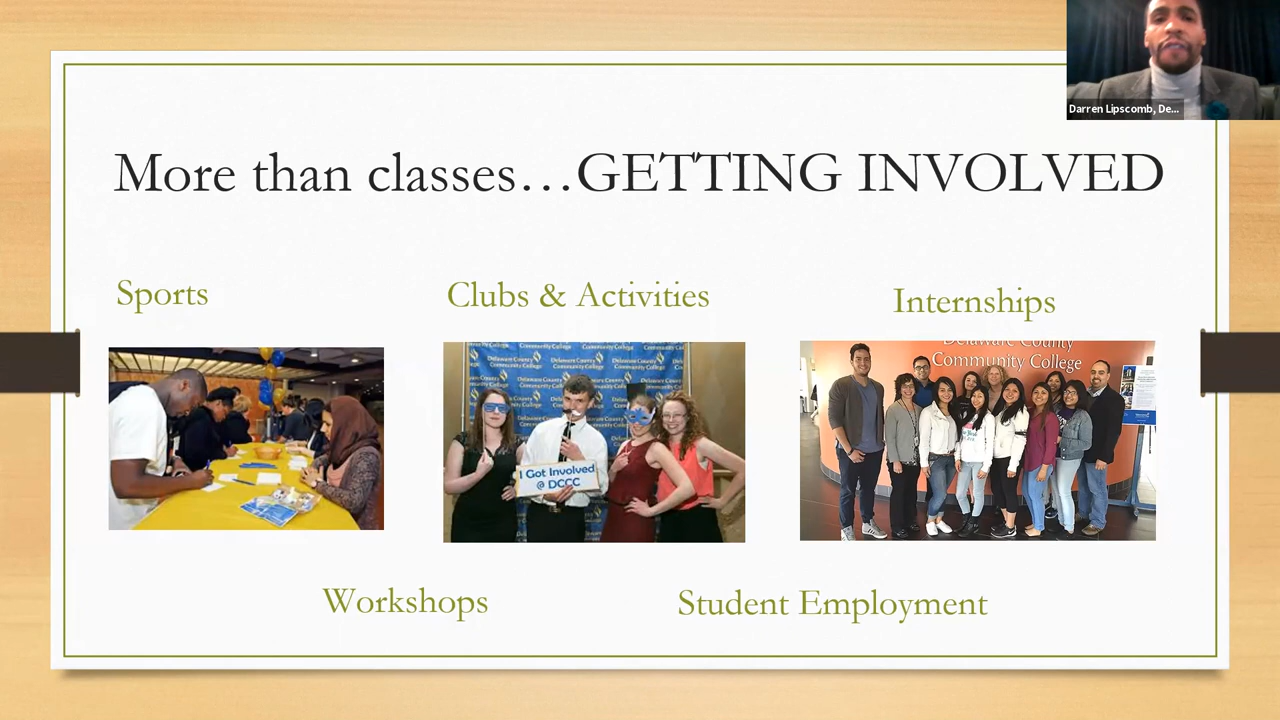 Darren Lipscomb, De...
More than classes…GETTING INVOLVED
Sports
Clubs & Activities
Internships
Delaware County
Community College
I Got Involved
@ DCCC
Workshops
Student Employment